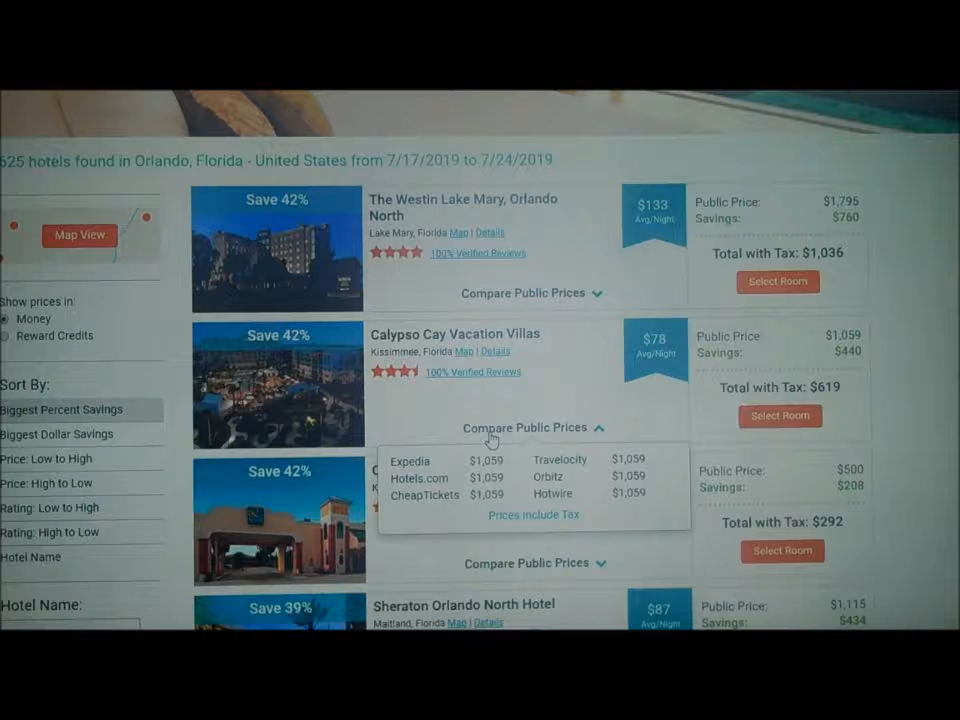 625 hotels found in Orlando, Florida - United States from 7/17/2019 to 7/24/2019
Map View
Show prices in:
Money
Reward Credits
Sort By:
Biggest Percent Savings
Biggest Dollar Savings
Price: Low to High
Price: High to Low
Rating: Low to High
Rating: High to Low
Hotel Name
Hotel Name:
Save 42%
The Westin Lake Mary, Orlando
North
Lake Mary, Florida Map | Details
100% Verified Reviews
Compare Public Prices
$133
Avg/Night
Public Price: $1,795
Savings: $760
Total with Tax: $1,036
Select Room
Save 42%
Calypso Cay Vacation Villas
Kissimmee, Florida Map | Details
100% Verified Reviews
Compare Public Prices
$78
Avg/Night
Public Price: $1,059
Savings: $440
Total with Tax: $619
Select Room
Expedia $1,059 Travelocity $1,059
Hotels.com $1,059 Orbitz $1,059
CheapTickets $1,059 Hotwire $1,059
Prices Include Tax
Save 42%
Compare Public Prices
Public Price: $500
Savings: $208
Total with Tax: $292
Select Room
Save 39%
Sheraton Orlando North Hotel
Maitland, Florida Map | Details
$87
Avg/Night
Public Price: $1,115
Savings: $434